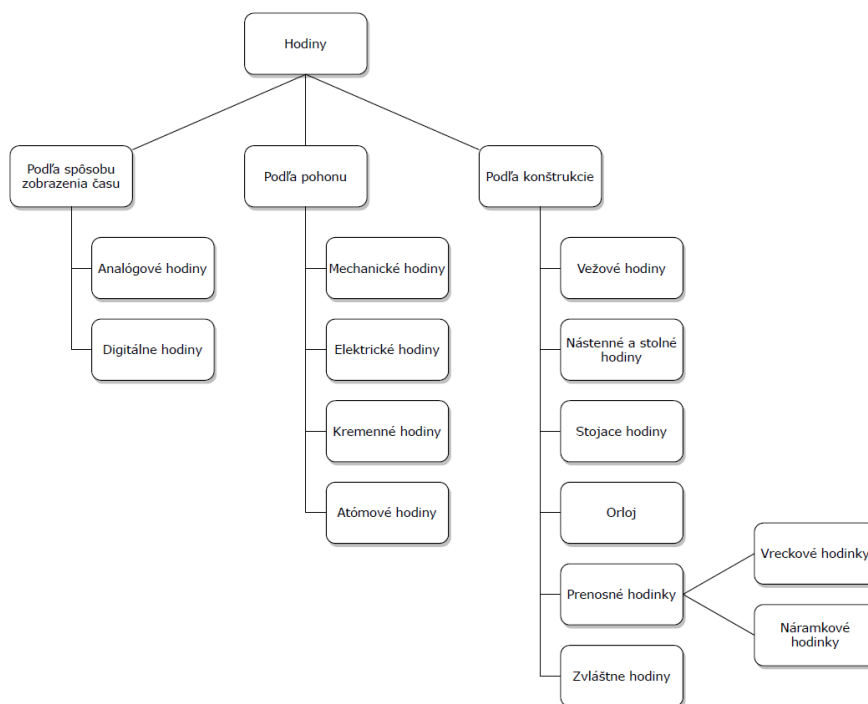 Hodiny
Podľa spôsobu
zobrazenia času
Analógové hodiny
Digitálne hodiny
Podľa pohonu
Mechanické hodiny
Elektrické hodiny
Kremenné hodiny
Atómové hodiny
Podľa konštrukcie
Vežové hodiny
Nástenné a stolné
hodiny
Stojace hodiny
Orloj
Prenosné hodinky
Vreckové hodinky
Náramkové
hodinky
Zvláštne hodiny